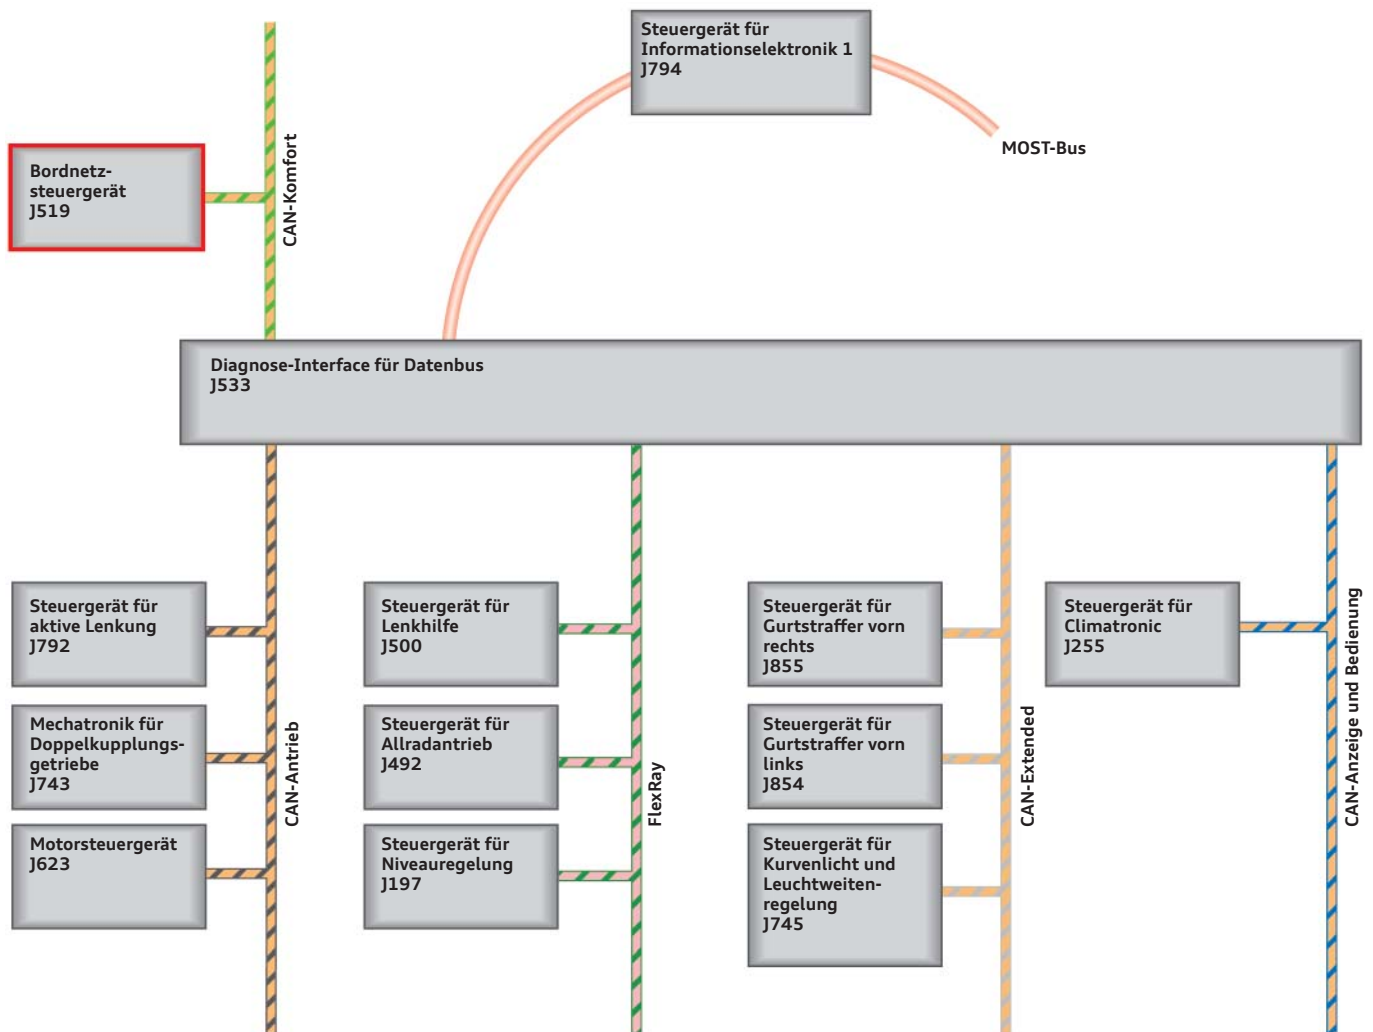 Steuergerät für
Informationselektronik 1
J794
MOST-Bus
Bordnetz-
steuergerät
J519
CAN-Komfort
Diagnose-Interface für Datenbus
J533
Steuergerät für
aktive Lenkung
J792
Mechatronik für
Doppelkupplungs-
getriebe
J743
Motorsteuergerät
J623
CAN-Antrieb
Steuergerät für
Lenkhilfe
J500
Steuergerät für
Allradantrieb
J492
Steuergerät für
Niveauregelung
J197
FlexRay
Steuergerät für
Gurtstraffer vorn
rechts
J855
Steuergerät für
Gurtstraffer vorn
links
J854
Steuergerät für
Kurvenlicht und
Leuchtweiten-
regelung
J745
CAN-Extended
Steuergerät für
Climatronic
J255
CAN-Anzeige und Bedienung